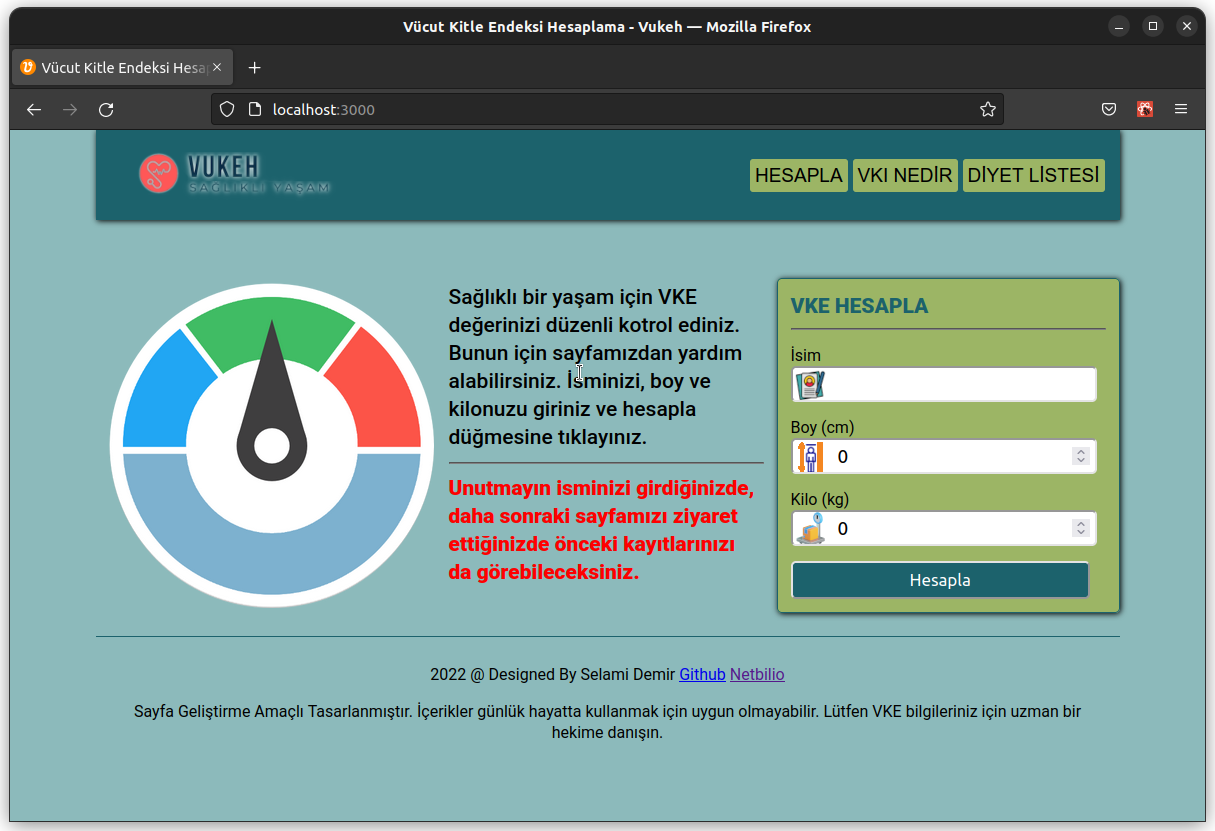 Vücut Kitle Endeksi Hesaplama - Vukeh — Mozilla Firefox
Vücut Kitle Endeksi Hesap
localhost:3000
VUKEH
SAĞLIKLI YAŞAM
HESAPLA VKI NEDİR DİYET LİSTESİ
Sağlıklı bir yaşam için VKE
değerinizi düzenli kotrol ediniz.
Bunun için sayfamızdan yardım
alabilirsiniz. İsminizi, boy ve
kilonuzu giriniz ve hesapla
düğmesine tıklayınız.
Unutmayın isminizi girdiğinizde,
daha sonraki sayfamızı ziyaret
ettiğinizde önceki kayıtlarınızı
da görebileceksiniz.
VKE HESAPLA
İsim
Boy (cm)
0
Kilo (kg)
0
Hesapla
2022 @ Designed By Selami Demir Github Netbilio
Sayfa Geliştirme Amaçlı Tasarlanmıştır. İçerikler günlük hayatta kullanmak için uygun olmayabilir. Lütfen VKE bilgileriniz için uzman bir
hekime danışın.